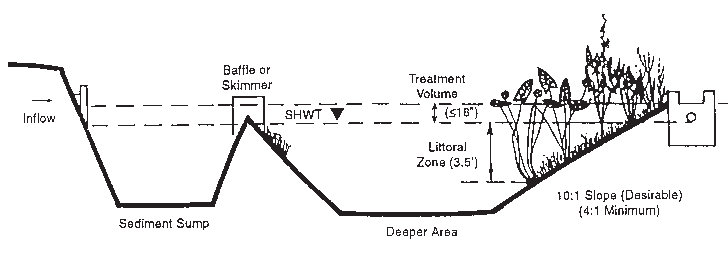 Inflow
Baffle or
Skimmer
SHWT
Treatment
Volume
(≤18")
Littoral
Zone (3.5')
10:1 Slope (Desirable)
(4:1 Minimum)
Sediment Sump
Deeper Area